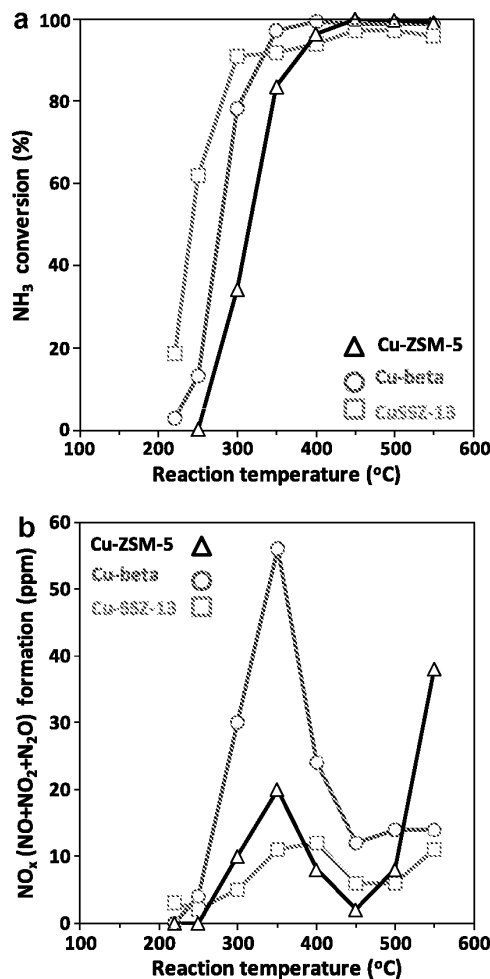 a
100
80
60
40
20
0
NH3 conversion (%)
Cu-ZSM-5
Cu-beta
CuSSZ-13
100 200 300 400 500 600
Reaction temperature (oC)
b
60
50
40
30
20
10
0
NOx (NO+NO2+N2O) formation (ppm)
Cu-ZSM-5
Cu-beta
Cu-SSZ-13
100 200 300 400 500 600
Reaction temperature (oC)